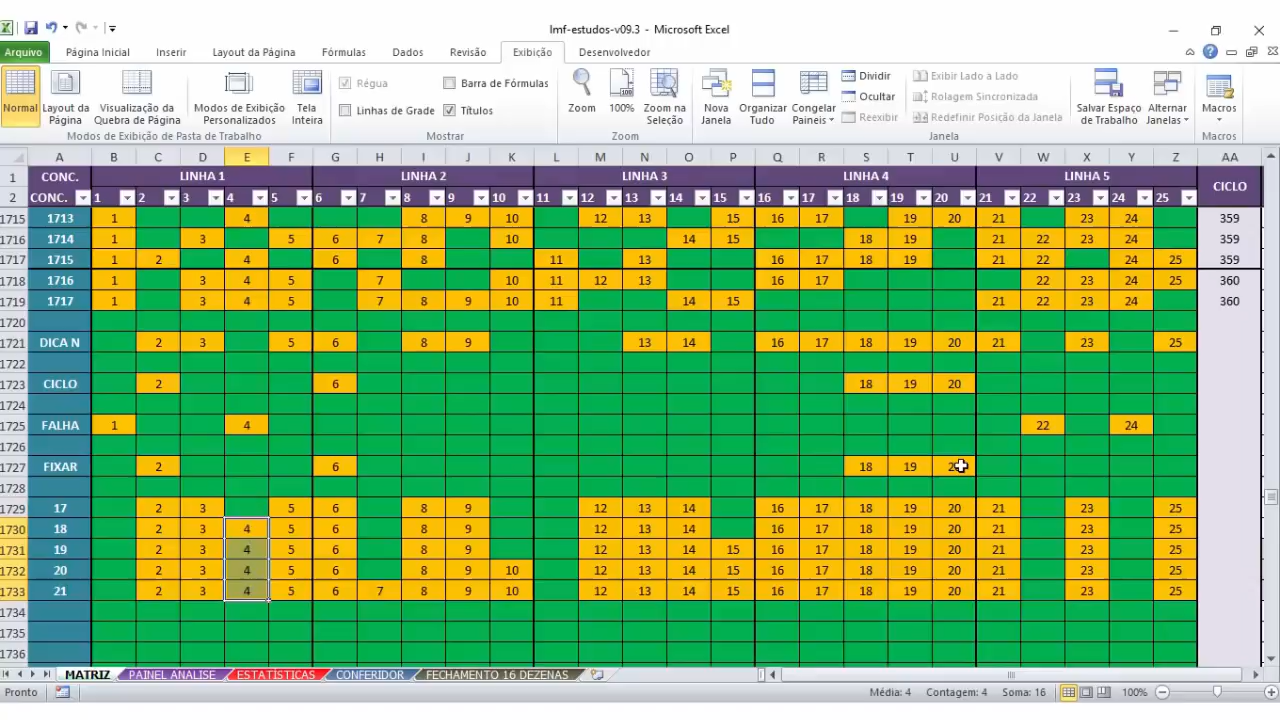 lmf-estudos-v09.3 - Microsoft Excel
Arquivo Página Inicial Inserir Layout da Página Fórmulas Dados Revisão Exibição Desenvolvedor
Normal
Layout da Página
Visualização da Quebra de Página
Modos de Exibição Personalizados
Tela Inteira
Modos de Exibição de Pasta de Trabalho
Régua
Barra de Fórmulas
Linhas de Grade
Títulos
Mostrar
Zoom
100%
Zoom na Seleção
Zoom
Nova Janela
Organizar Tudo
Congelar Painéis
Dividir
Ocultar
Reexibir
Exibir Lado a Lado
Rolagem Sincronizada
Redefinir Posição da Janela
Salvar Espaço de Trabalho
Alternar Janelas
Janela
Macros
Macros
A B C D E F G H I J K L M N O P Q R S T U V W X Y Z AA
1 CONC. LINHA 1 LINHA 2 LINHA 3 LINHA 4 LINHA 5 CICLO
2 CONC. 1 2 3 4 5 6 7 8 9 10 11 12 13 14 15 16 17 18 19 20 21 22 23 24 25
1715 1713 1 4 8 9 10 12 13 15 16 17 19 20 21 23 24 359
1716 1714 1 3 5 6 7 8 10 14 15 18 19 21 22 23 24 359
1717 1715 1 2 4 6 8 11 13 16 17 18 19 21 22 24 25 359
1718 1716 1 3 4 5 7 10 11 12 13 16 17 22 23 24 25 360
1719 1717 1 3 4 5 7 8 9 10 11 14 15 21 22 23 24 360
1720
1721 DICA N 2 3 5 6 8 9 13 14 16 17 18 19 20 21 23 25
1722
1723 CICLO 2 6 18 19 20
1724
1725 FALHA 1 4 22 24
1726
1727 FIXAR 2 6 18 19
1728
1729 17 2 3 5 6 8 9 12 13 14 16 17 18 19 20 21 23 25
1730 18 2 3 4 5 6 8 9 12 13 14 16 17 18 19 20 21 23 25
1731 19 2 3 4 5 6 8 9 12 13 14 15 16 17 18 19 20 21 23 25
1732 20 2 3 4 5 6 8 9 10 12 13 14 15 16 17 18 19 20 21 23 25
1733 21 2 3 4 5 6 7 8 9 10 12 13 14 15 16 17 18 19 20 21 23 25
1734
1735
1736
MATRIZ PAINEL ANALISE ESTATÍSTICAS CONFERIDOR FECHAMENTO 16 DEZENAS
Pronto Média: 4 Contagem: 4 Soma: 16 100%